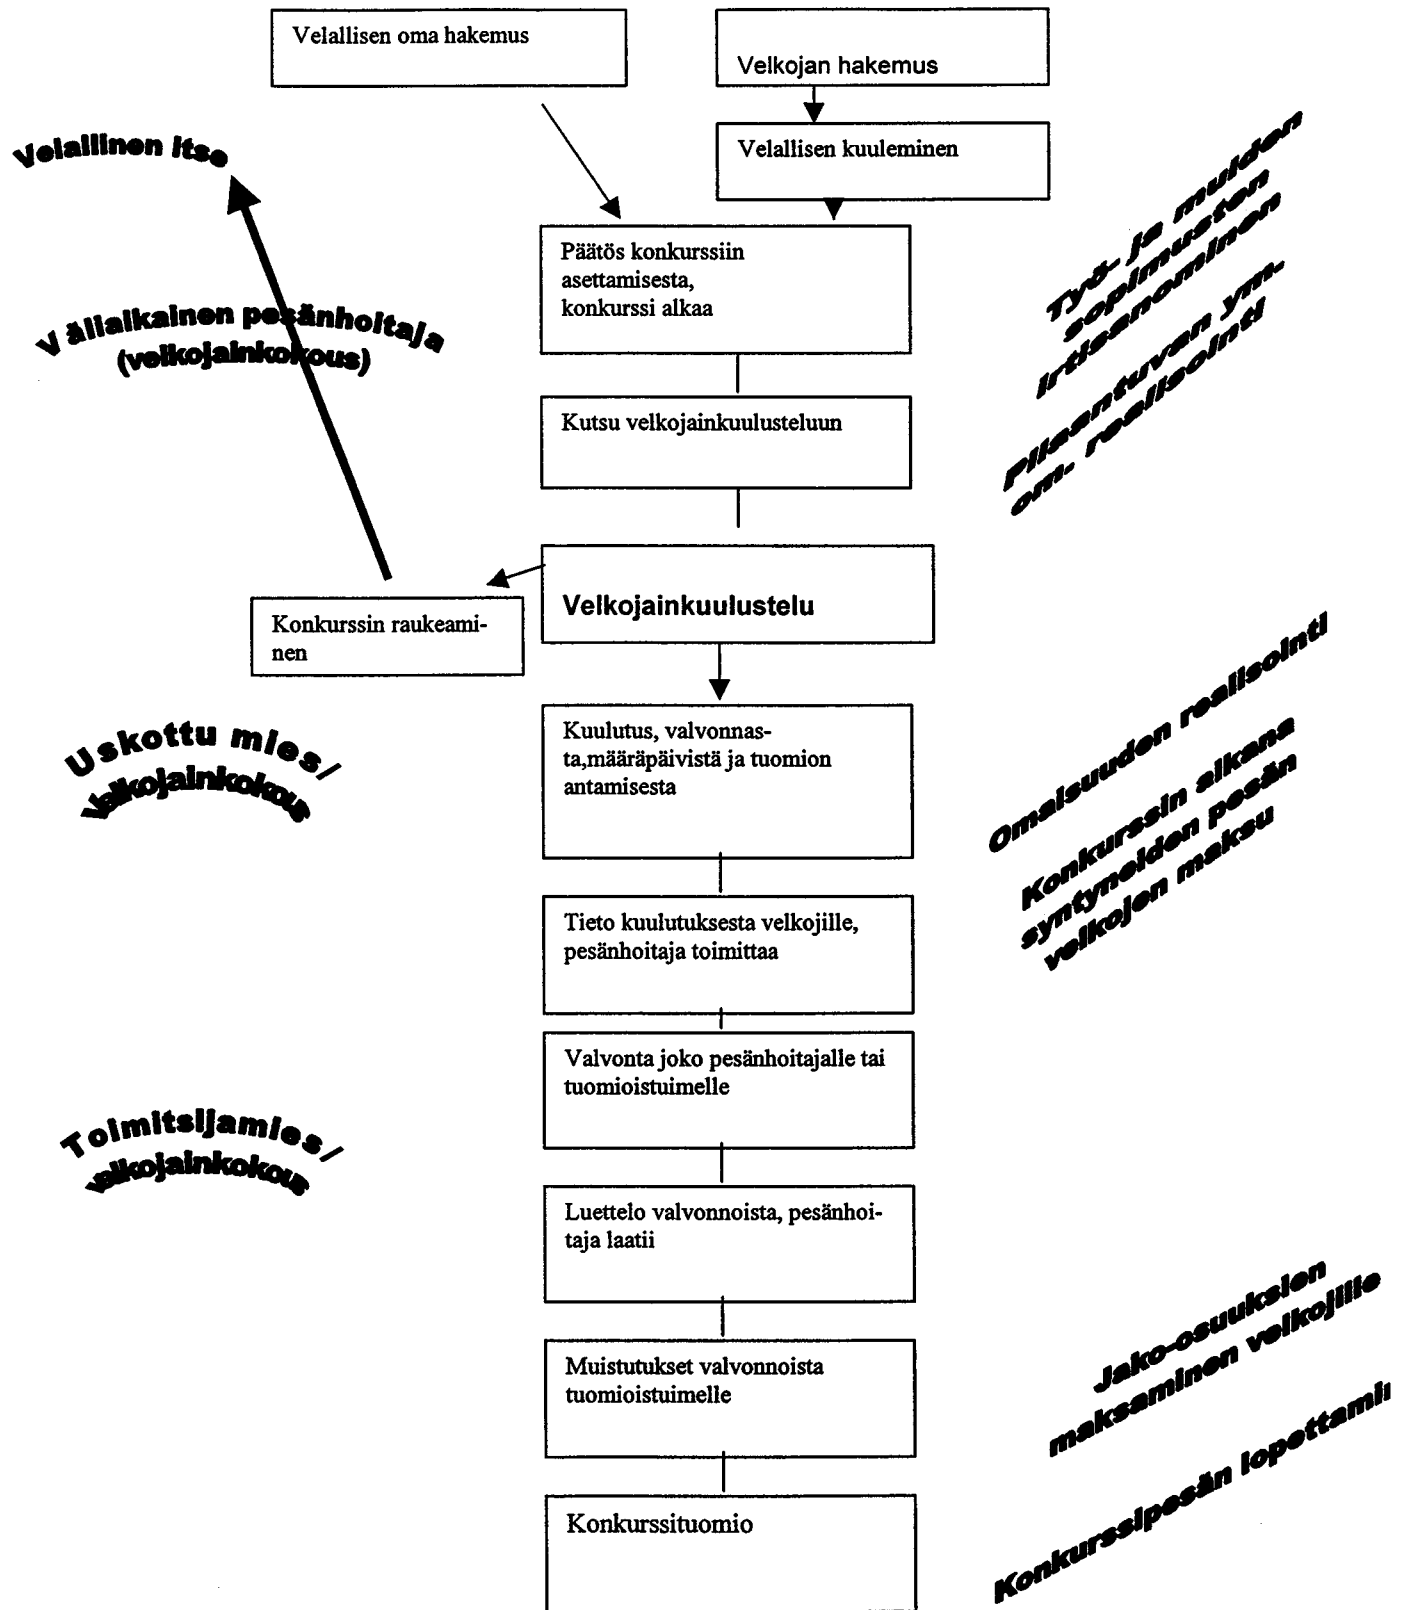 Velallisen oma hakemus
Velkojan hakemus
Velallisen kuuleminen
Velallinen itse
Päätös konkurssiin
asettamisesta,
konkurssi alkaa
Väliaikainen pesänhoitaja
(velkojainkokous)
Työ- ja muiden
sopimusten
irtisanominen
Pilaantuvan ym.
om. realisointi
Kutsu velkojainkuulusteluun
Velkojainkuulustelu
Konkurssin raukeami-
nen
Kuulutus, valvonnas-
ta,määräpäivistä ja tuomion
antamisesta
Uskottu mies/
velkojainkokous
Omaisuuden realisointi
Konkurssin aikana
syntyneiden pesän
velkojen maksu
Tieto kuulutuksesta velkojille,
pesänhoitaja toimittaa
Valvonta joko pesänhoitajalle tai
tuomioistuimelle
Toimitsijamies/
velkojainkokous
Luettelo valvonnoista, pesänhoi-
taja laatii
Muistutukset valvonnoista
tuomioistuimelle
Jako-osuuksien
maksaminen velkojille
Konkurssipesän lopettami
Konkurssituomio